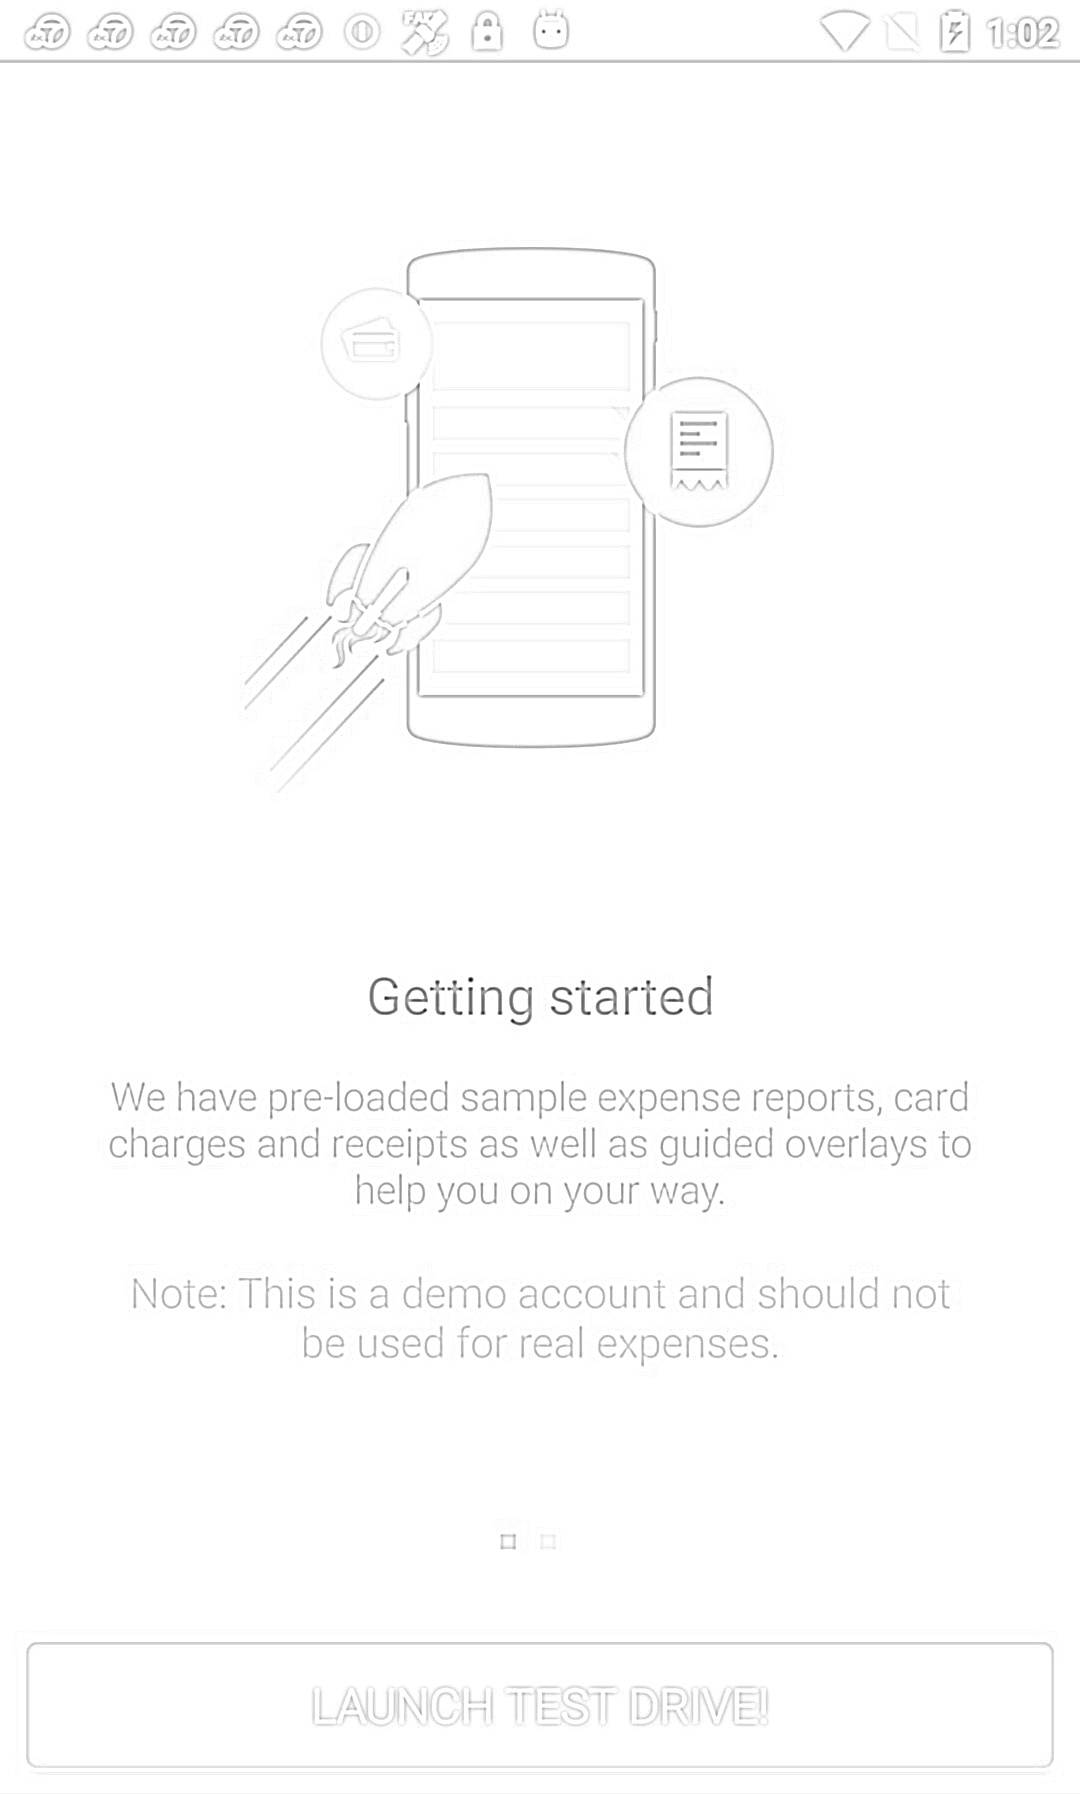 1:02
Getting started
We have pre-loaded sample expense reports, card
charges and receipts as well as guided overlays to
help you on your way.
Note: This is a demo account and should not
be used for real expenses.
LAUNCH TEST DRIVE!